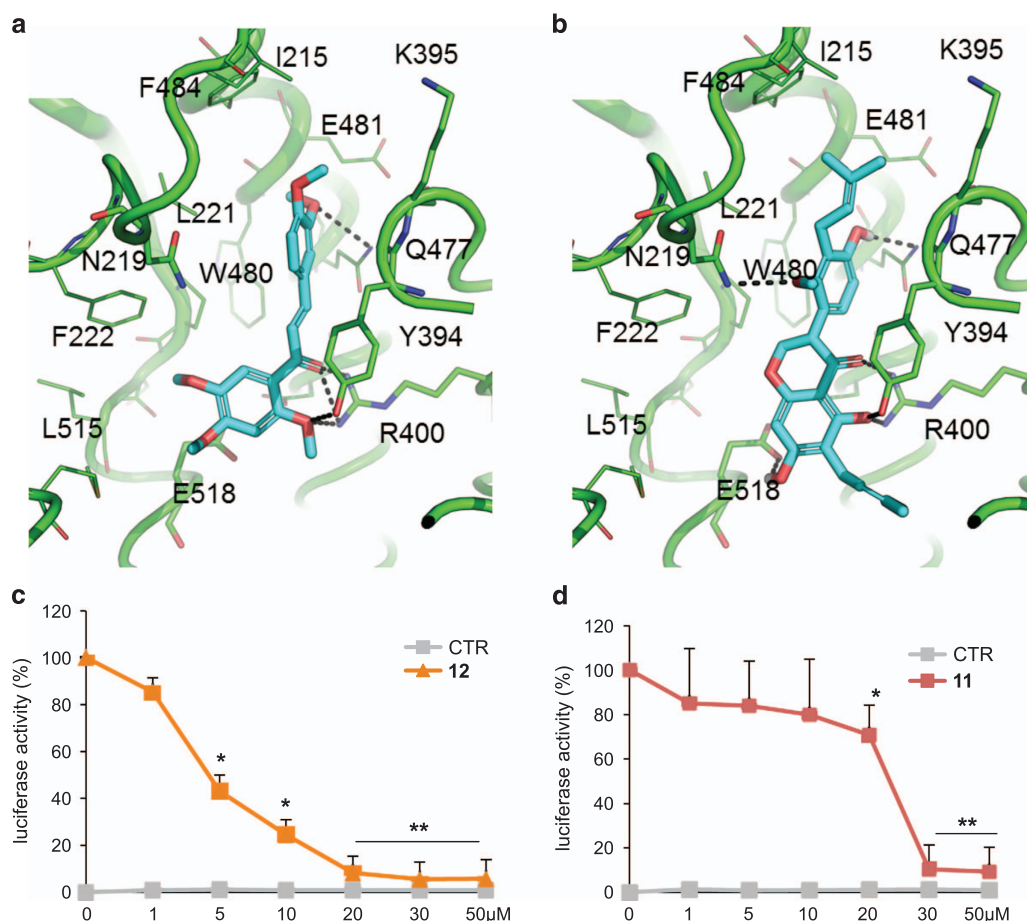 a
I215
K395
F484
E481
L221
N219
W480
Q477
F222
Y394
L515
R400
E518
b
I215
K395
F484
E481
L221
N219
W480
Q477
F222
Y394
L515
R400
E518
c
120
100
80
60
40
20
0
luciferase activity (%)
CTR
12
*
*
**
0 1 5 10 20 30 50µM
d
120
100
80
60
40
20
0
luciferase activity (%)
CTR
11
*
**
0 1 5 10 20 30 50µM